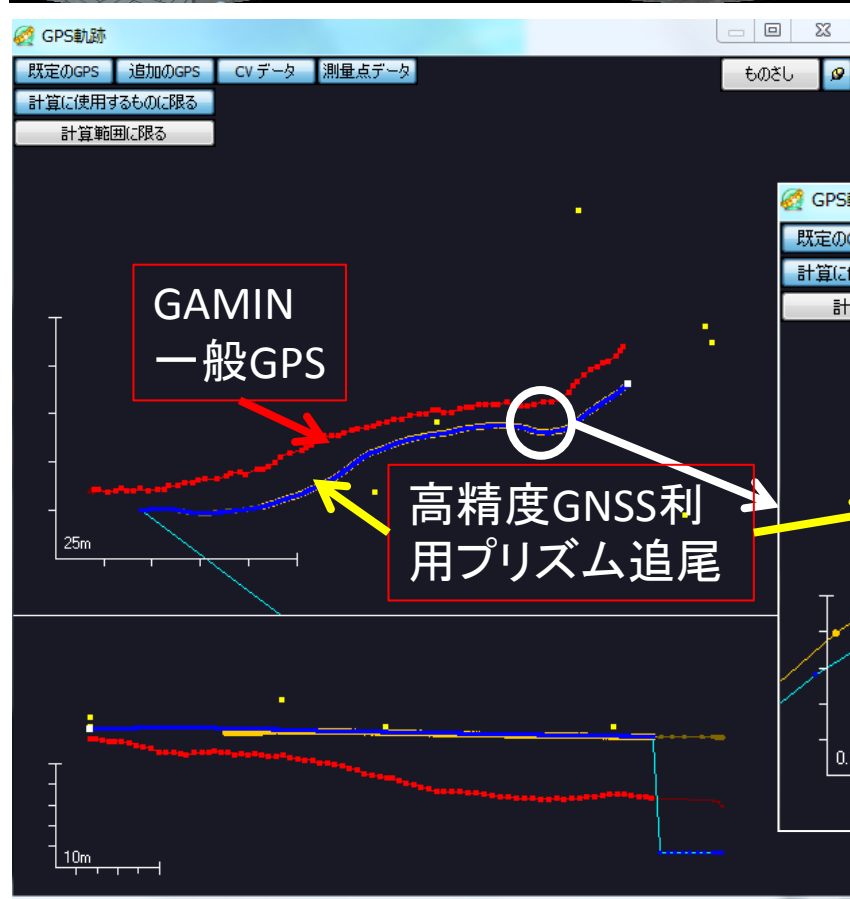 GPS軌跡
既定のGPS 追加のGPS CV データ 測量点データ ものさし
計算に使用するものに限る
計算範囲に限る
GPS
既定の
計算に
計
GAMIN
一般GPS
高精度GNSS利
用プリズム追尾
25m
0.
10m